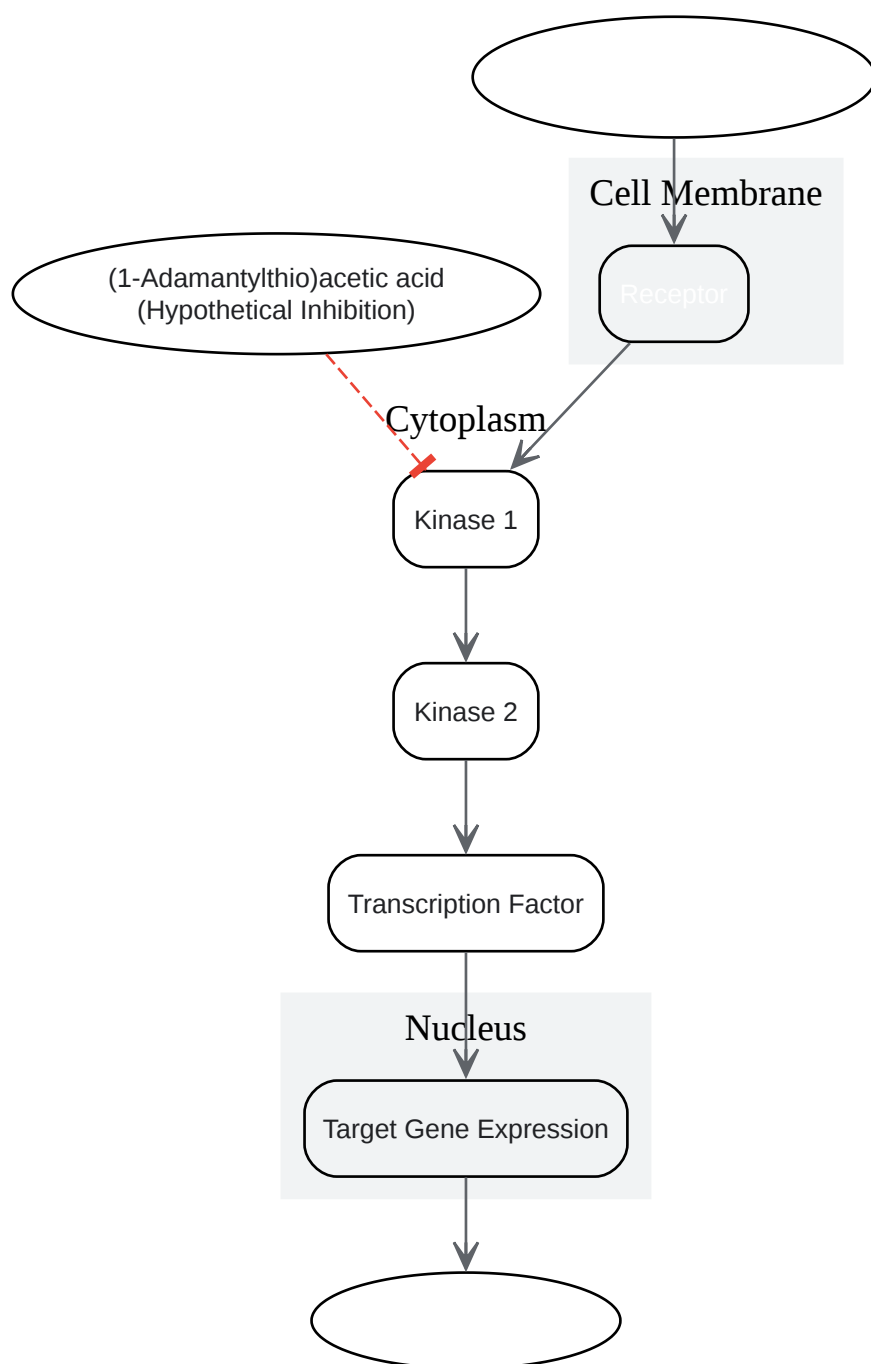 Cell Membrane
Receptor
(1-Adamantylthio)acetic acid
(Hypothetical Inhibition)
Cytoplasm
Kinase 1
Kinase 2
Transcription Factor
Nucleus
Target Gene Expression